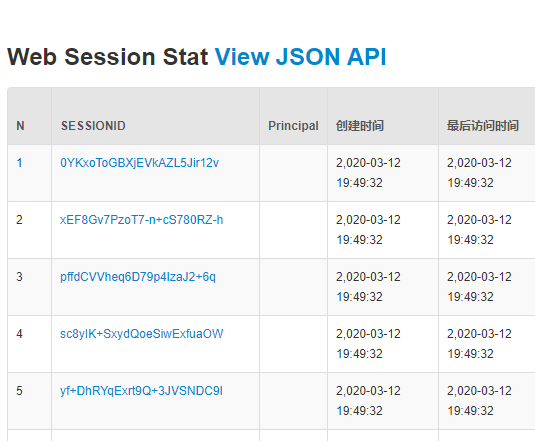 Web Session Stat View JSON API
N SESSIONID Principal 创建时间 最后访问时间
1 0YKxoToGBXjEVkAZL5Jir12v 2,020-03-12 2,020-03-12
19:49:32 19:49:32
2 xEF8Gv7PzoT7-n+cS780RZ-h 2,020-03-12 2,020-03-12
19:49:32 19:49:32
3 pffdCVVheq6D79p4IzaJ2+6q 2,020-03-12 2,020-03-12
19:49:32 19:49:32
4 sc8yIK+SxydQoeSiwExfuaOW 2,020-03-12 2,020-03-12
19:49:32 19:49:32
5 yf+DhRYqExrt9Q+3JVSNDC9I 2,020-03-12 2,020-03-12
19:49:32 19:49:32